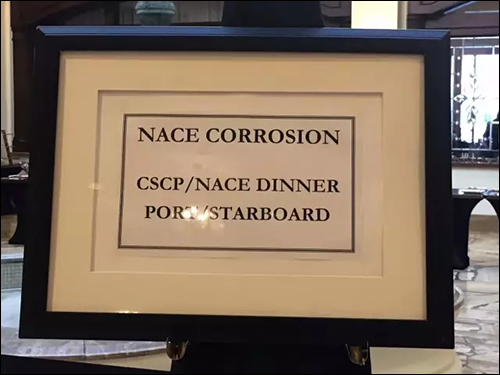 NACE CORROSION
CSCP/NACE DINNER
PORT/STARBOARD